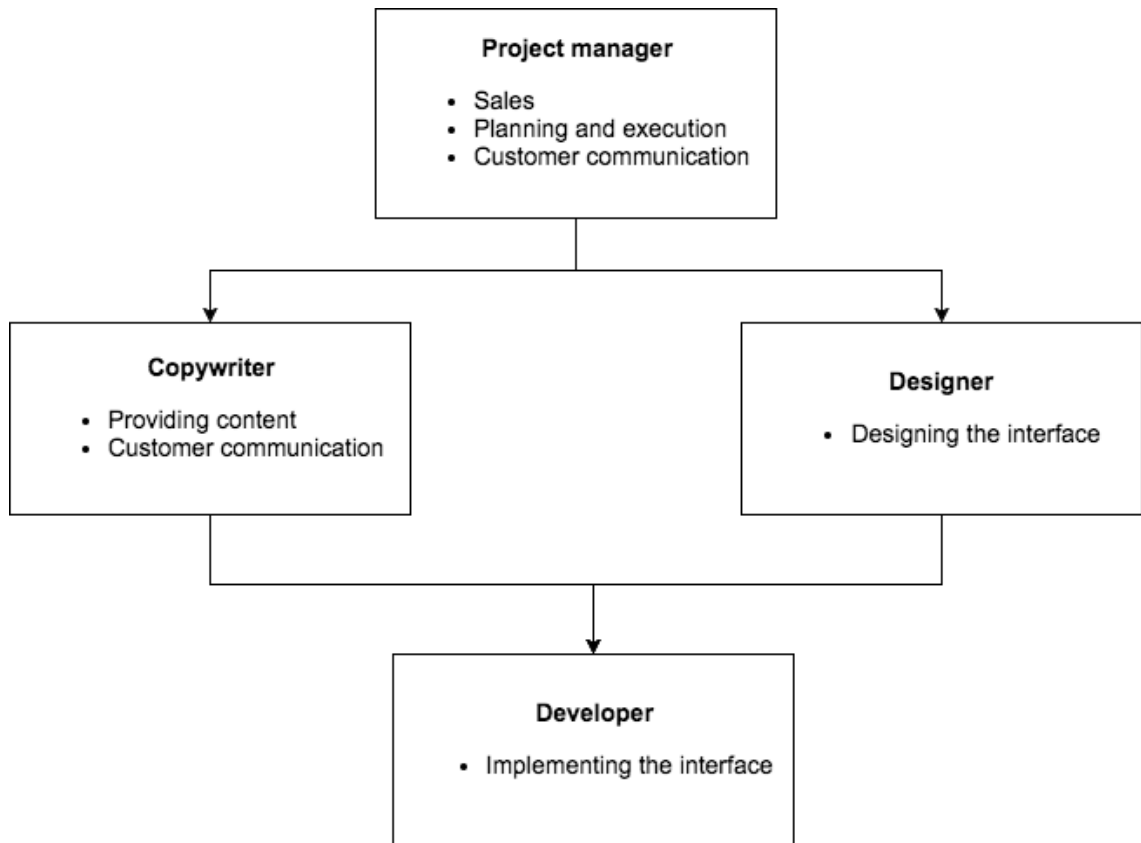 Project manager
• Sales
• Planning and execution
• Customer communication
Copywriter
• Providing content
• Customer communication
Designer
• Designing the interface
Developer
• Implementing the interface